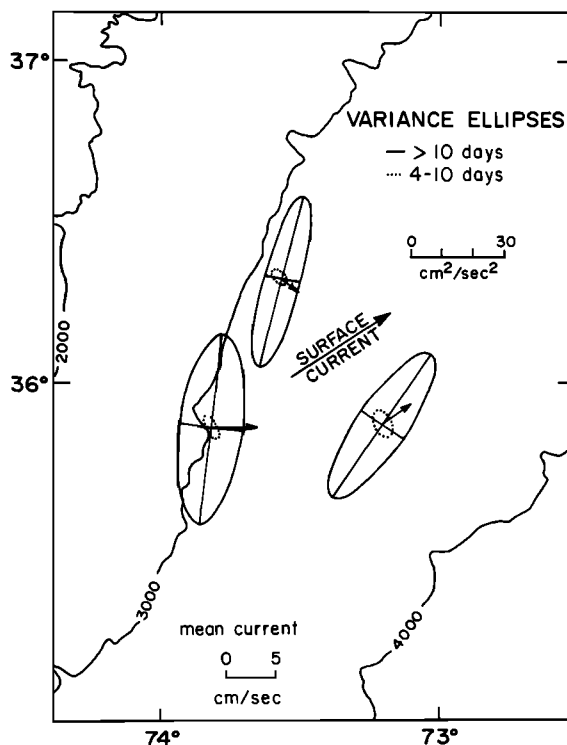 37°
VARIANCE ELLIPSES
> 10 days
4-10 days
0 30
cm²/sec²
SURFACE
CURRENT
36°
2000
3000
4000
mean current
0 5
cm/sec
74°
73°